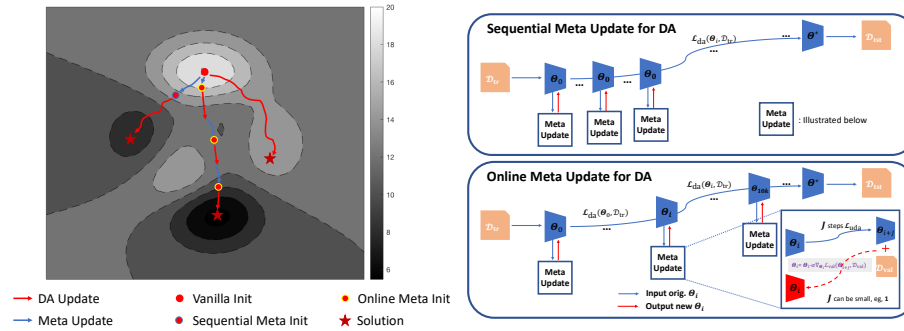 20
18
16
14
12
10
8
6
DA Update
Vanilla Init
Online Meta Init
Meta Update
Sequential Meta Init
Solution
Sequential Meta Update for DA
𝒟tr
θ0
...
θ0
...
θ0
ℒda(θi, 𝒟tr)
...
...
θ*
𝒟tst
Meta Update
Meta Update
Meta Update
Meta Update
: Illustrated below
Online Meta Update for DA
𝒟tr
θ0
ℒda(θ0, 𝒟tr)
...
θi
ℒda(θi, 𝒟tr)
...
θ10k
...
θ*
𝒟tst
Meta Update
Meta Update
Meta Update
Input orig. θi
Output new θi
J steps ℒuda
θi
θi+J
+
𝒟val
θi
J can be small, eg, 1